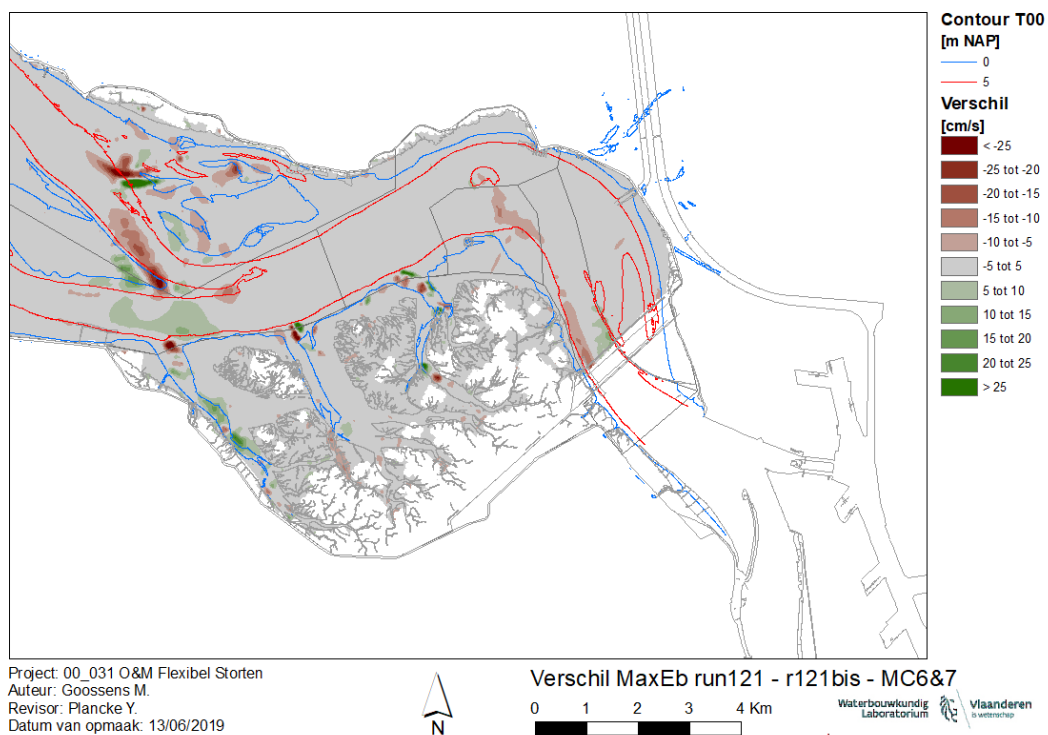 Contour T00
[m NAP]
0
5
Verschil
[cm/s]
< -25
-25 tot -20
-20 tot -15
-15 tot -10
-10 tot -5
-5 tot 5
5 tot 10
10 tot 15
15 tot 20
20 tot 25
> 25
Project: 00_031 O&M Flexibel Storten
Auteur: Goossens M.
Revisor: Plancke Y.
Datum van opmaak: 13/06/2019
N
Verschil MaxEb run121 - r121bis - MC6&7
0 1 2 3 4 Km
Waterbouwkundig
Laboratorium
Vlaanderen
is wetenschap